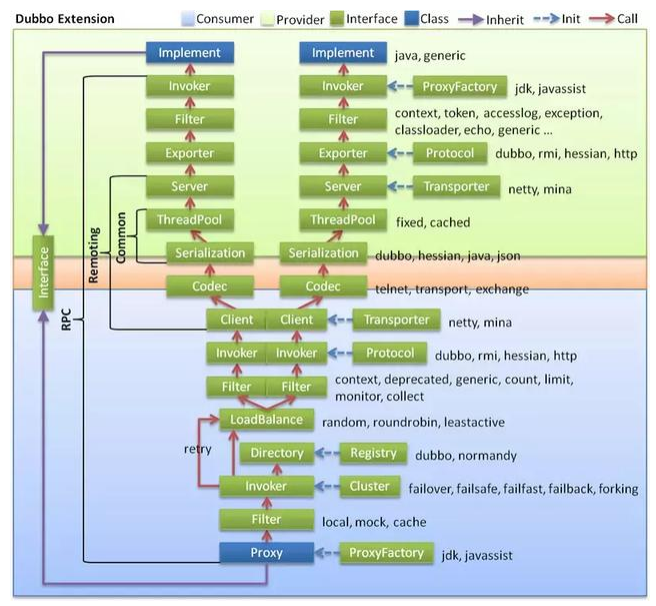 Dubbo Extension Consumer Provider Interface Class Inherit Init Call
Implement Implement java, generic
Invoker Invoker ProxyFactory jdk, javassist
Filter Filter context, token, accesslog, exception,
classloader, echo, generic ...
Exporter Exporter Protocol dubbo, rmi, hessian, http
Server Server Transporter netty, mina
ThreadPool ThreadPool fixed, cached
Common
Remoting
Serialization Serialization dubbo, hessian, java, json
Interface
Codec Codec telnet, transport, exchange
RPC
Client Client Transporter netty, mina
Invoker Invoker Protocol dubbo, rmi, hessian, http
Filter Filter context, deprecated, generic, count, limit,
monitor, collect
LoadBalance random, roundrobin, leastactive
retry
Directory Registry dubbo, normandy
Invoker Cluster failover, failsafe, failfast, failback, forking
Filter local, mock, cache
Proxy ProxyFactory jdk, javassist